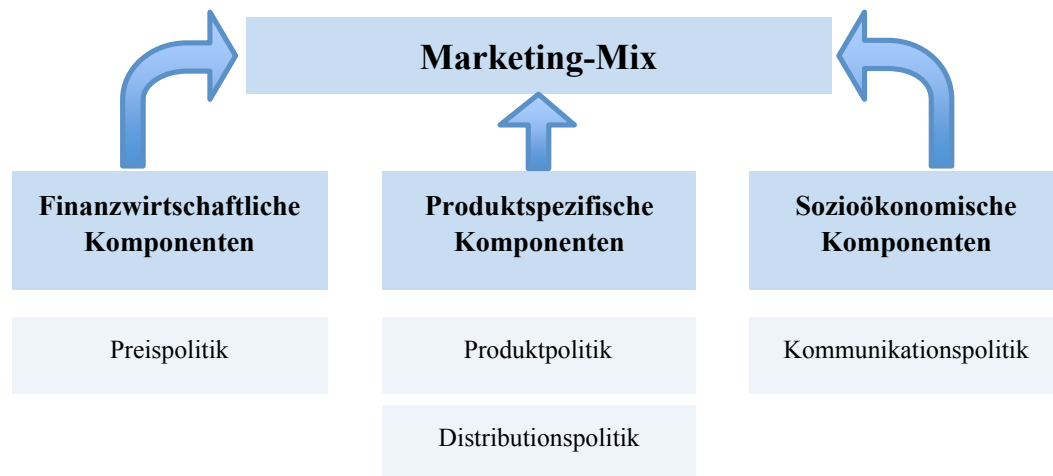 Marketing-Mix
Finanzwirtschaftliche
Komponenten
Produktspezifische
Komponenten
Sozioökonomische
Komponenten
Preispolitik
Produktpolitik
Kommunikationspolitik
Distributionspolitik